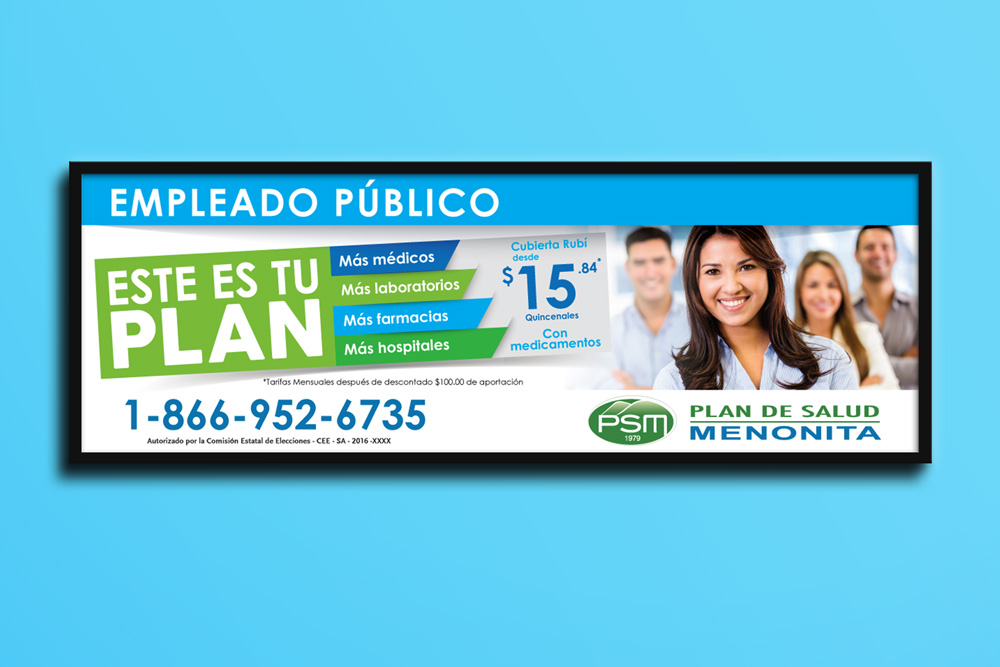 EMPLEADO PÚBLICO
ESTE ES TU
PLAN
Más médicos
Más laboratorios
Más farmacias
Más hospitales
Cubierta Rubí
desde
$15.84*
Quincenales
Con
medicamentos
*Tarifas Mensuales después de descontado $100.00 de aportación
1-866-952-6735
Autorizado por la Comisión Estatal de Elecciones - CEE - SA - 2016 -XXXX
PSM
1979
PLAN DE SALUD
MENONITA